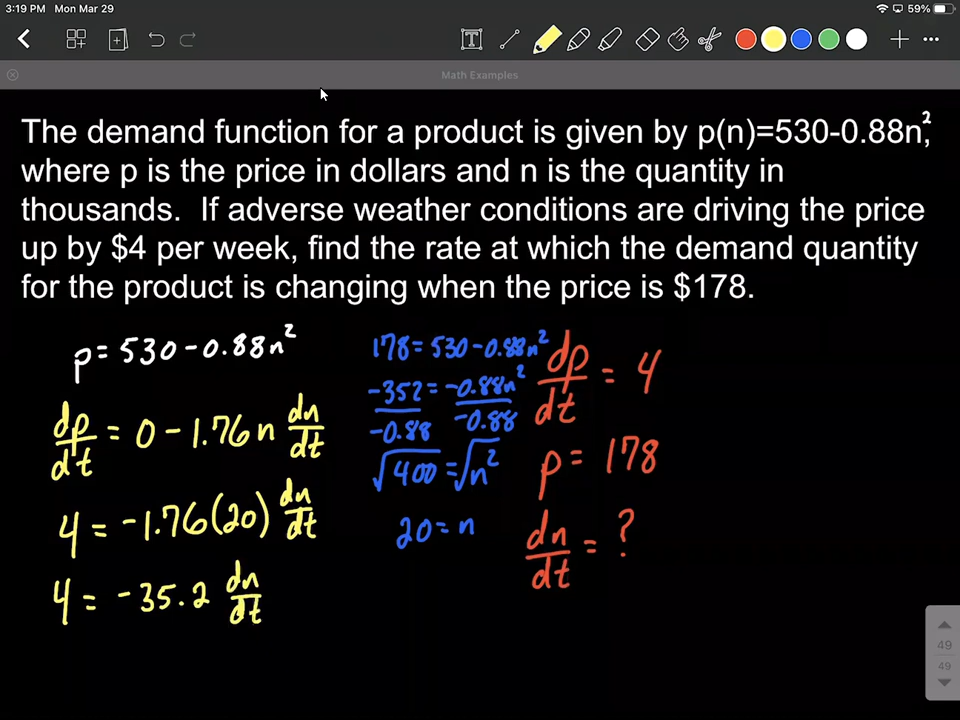 3:19 PM Mon Mar 29
59%
Math Examples
The demand function for a product is given by p(n)=530-0.88n²,
where p is the price in dollars and n is the quantity in
thousands. If adverse weather conditions are driving the price
up by $4 per week, find the rate at which the demand quantity
for the product is changing when the price is $178.
p = 530 - 0.88n²
dp/dt = 0 - 1.76n dn/dt
4 = -1.76(20) dn/dt
4 = -35.2 dn/dt
178 = 530 - 0.88n²
-352 = -0.88n²
-0.88 -0.88
√400 = √n²
20 = n
dp/dt = 4
p = 178
dn/dt = ?
49
49